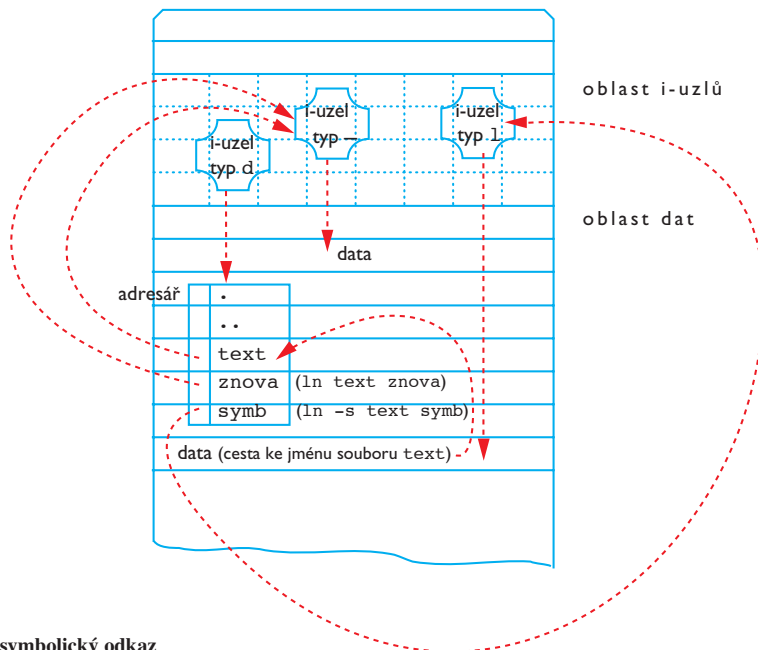 oblast i-uzlů
i-uzel
typ –
i-uzel
typ l
i-uzel
typ d
oblast dat
data
adresář
.
..
text
znova (ln text znova)
symb (ln -s text symb)
data (cesta ke jménu souboru text)
symbolický odkaz